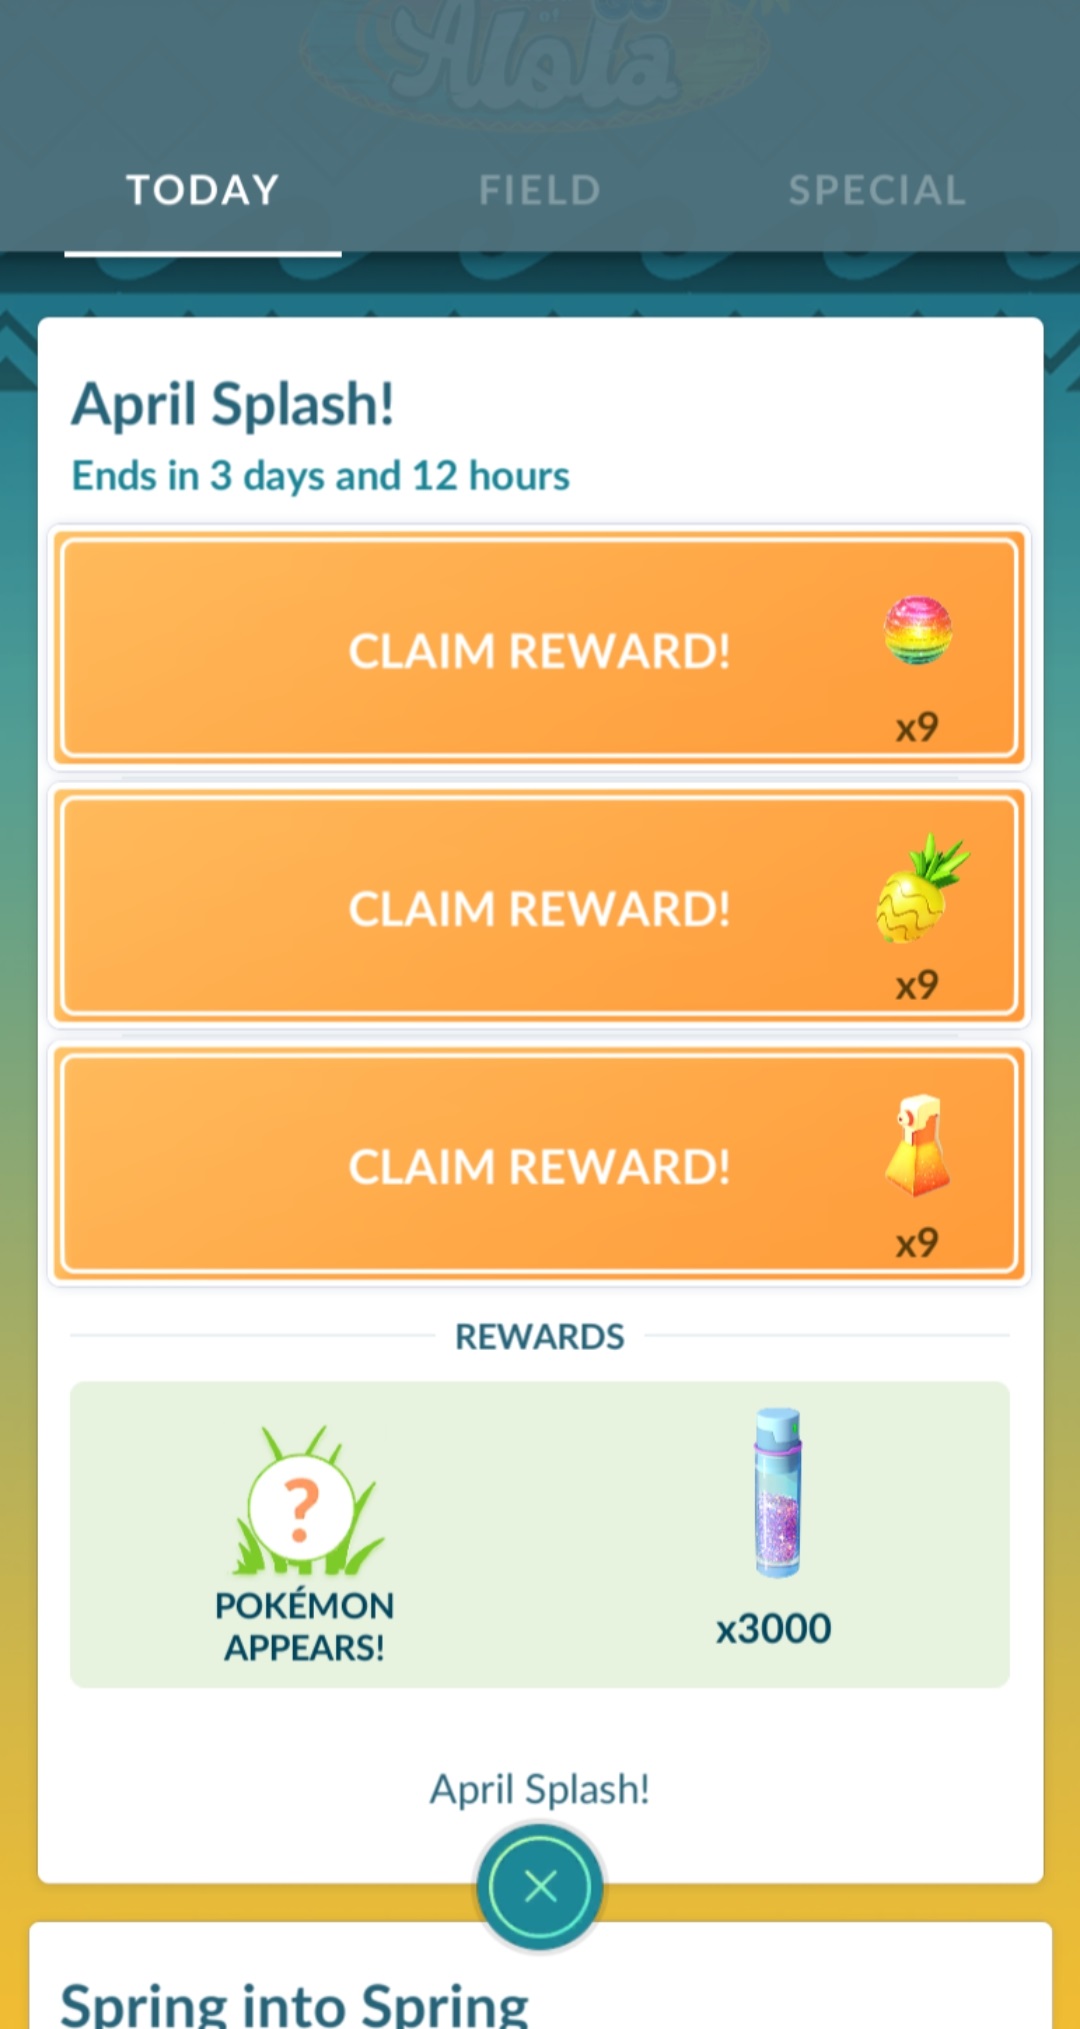 Alola
TODAY
FIELD
SPECIAL
April Splash!
Ends in 3 days and 12 hours
CLAIM REWARD!
x9
CLAIM REWARD!
x9
CLAIM REWARD!
x9
REWARDS
?
POKÉMON
APPEARS!
x3000
April Splash!
Spring into Spring